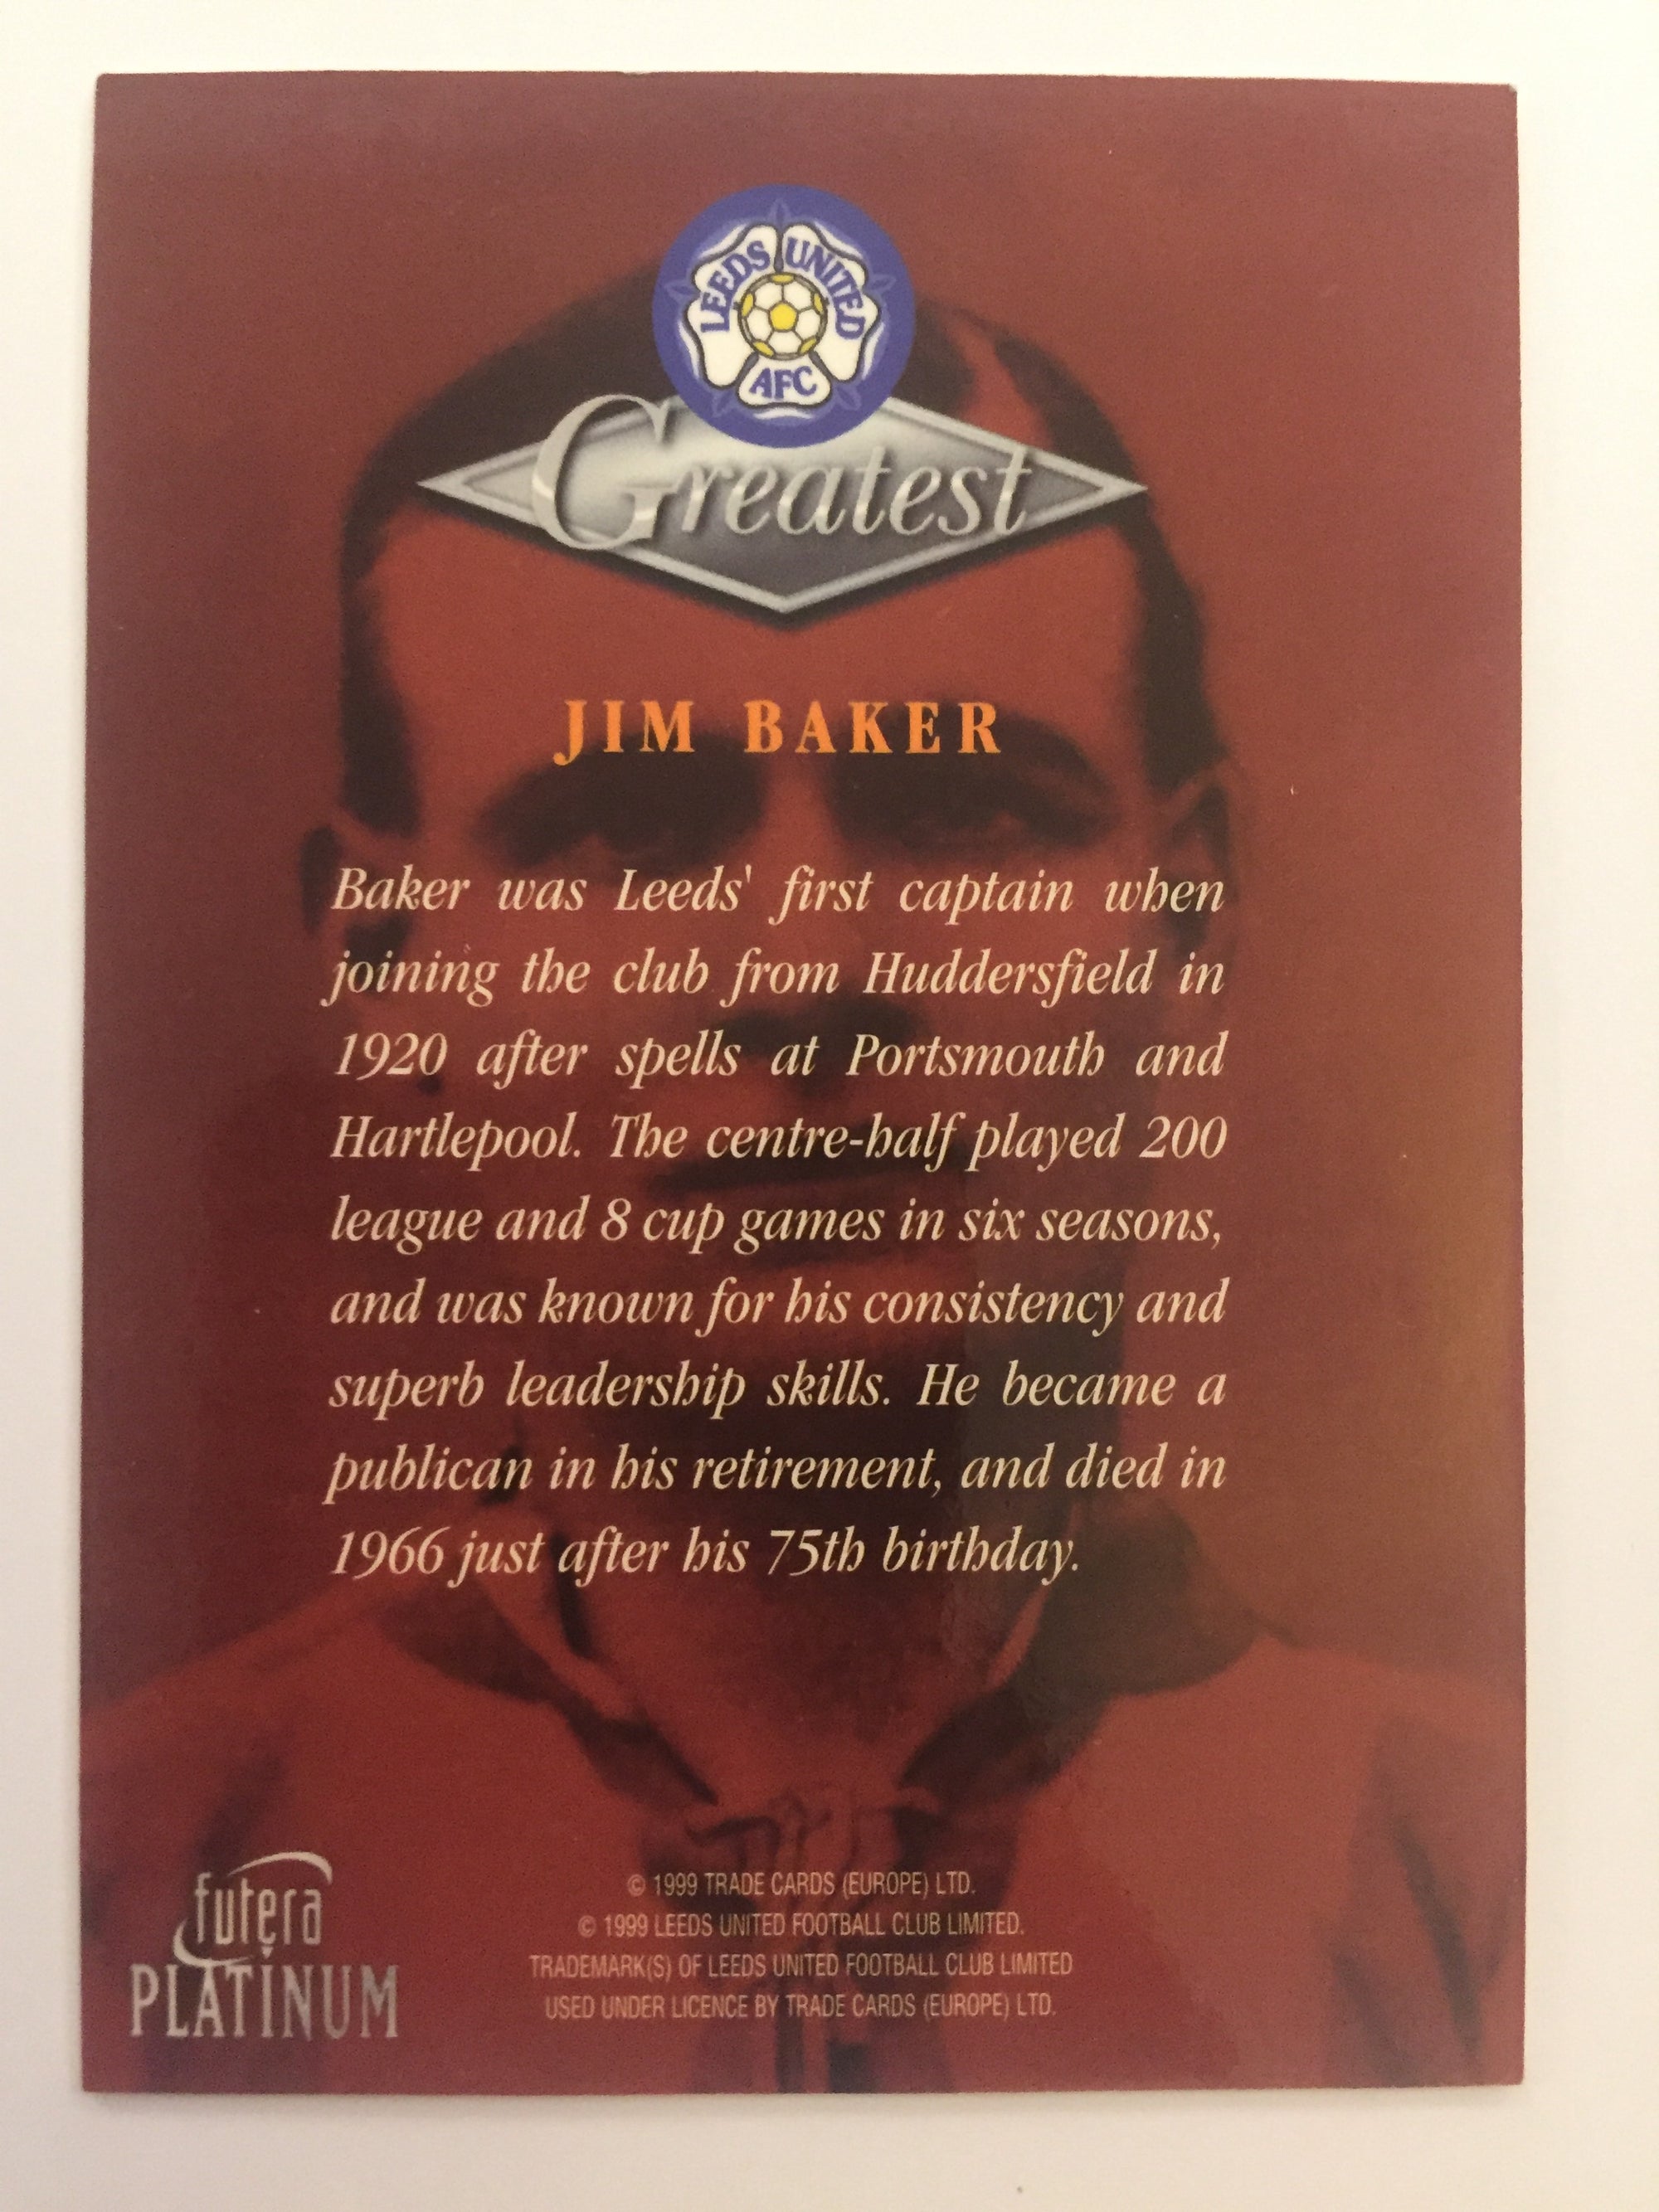 LEEDS UNITED
AFC
Greatest
JIM BAKER
Baker was Leeds' first captain when
joining the club from Huddersfield in
1920 after spells at Portsmouth and
Hartlepool. The centre-half played 200
league and 8 cup games in six seasons,
and was known for his consistency and
superb leadership skills. He became a
publican in his retirement, and died in
1966 just after his 75th birthday.
futera
PLATINUM
© 1999 TRADE CARDS (EUROPE) LTD.
© 1999 LEEDS UNITED FOOTBALL CLUB LIMITED.
TRADEMARK(S) OF LEEDS UNITED FOOTBALL CLUB LIMITED
USED UNDER LICENCE BY TRADE CARDS (EUROPE) LTD.